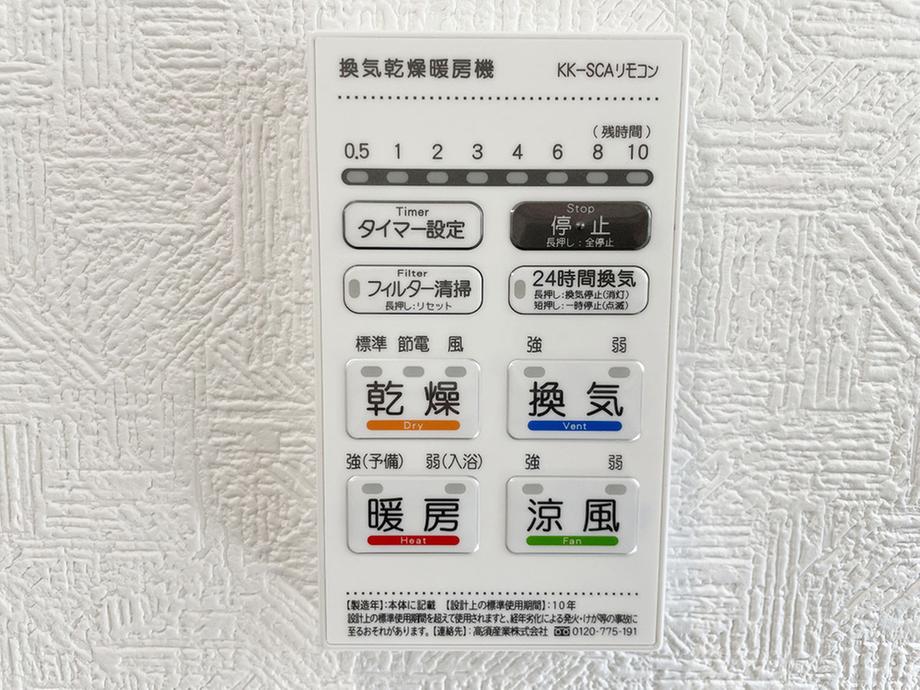 換気乾燥暖房機 KK-SCAリモコン
(残時間)
0.5 1 2 3 4 6 8 10
Timer
タイマー設定
Stop
停・止
長押し:全停止
Filter
フィルター清掃
長押し:リセット
24時間換気
長押し:換気停止(消灯)
短押し:一時停止(点滅)
標準 節電 風
乾燥
Dry
強 弱
換気
Vent
強(予備) 弱(入浴)
暖房
Heat
強 弱
涼風
Fan
【製造年】:本体に記載 【設計上の標準使用期間】:10年
設計上の標準使用期間を超えて使用されますと、経年劣化による発火・けが等の事故に
至るおそれがあります。【連絡先】:高須産業株式会社 0120-775-191